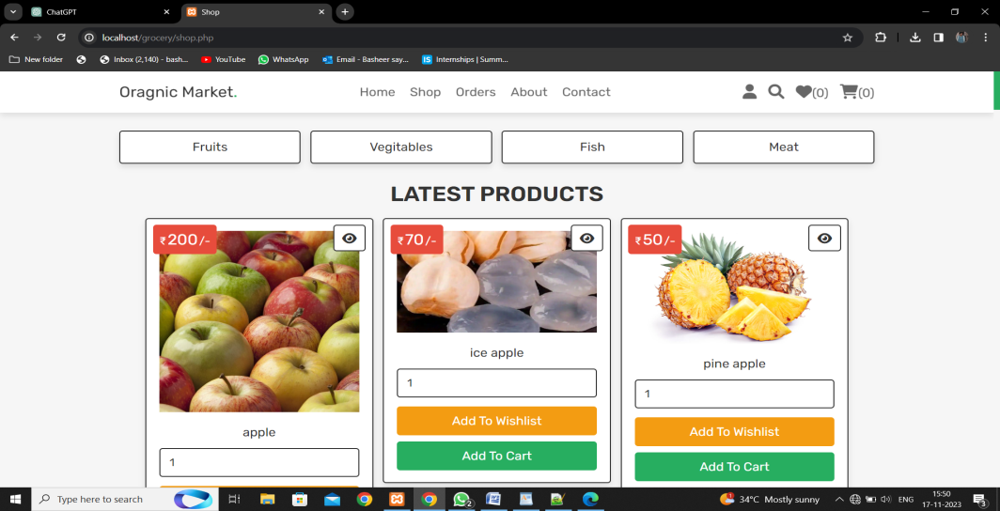 ChatGPT
Shop
localhost/grocery/shop.php
New folder
Inbox (2,140) - bash...
YouTube
WhatsApp
Email - Basheer say...
IS Internships | Summ...
Oragnic Market.
Home Shop Orders About Contact
(0) (0)
Fruits Vegitables Fish Meat
LATEST PRODUCTS
₹200/-
apple
1
₹70/-
ice apple
1
Add To Wishlist
Add To Cart
₹50/-
pine apple
1
Add To Wishlist
Add To Cart
Type here to search
2
34°C Mostly sunny
ENG
15:50
17-11-2023
3